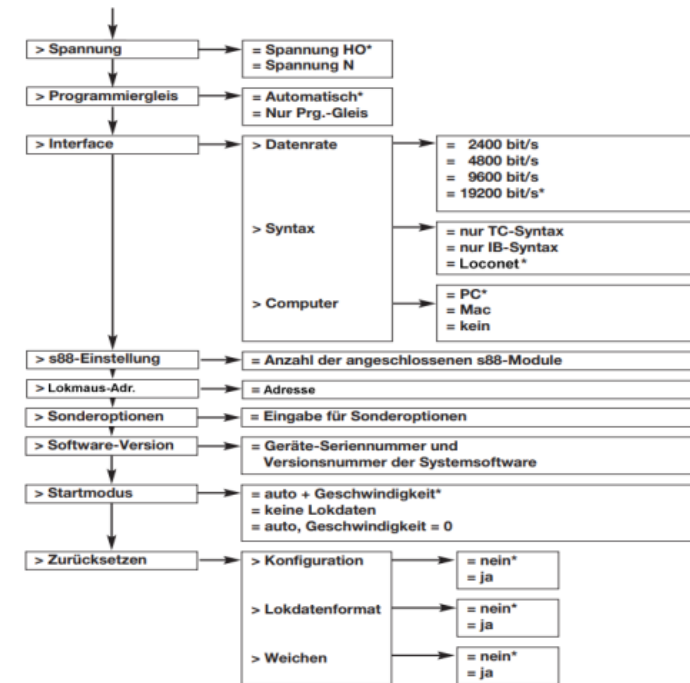 > Spannung
= Spannung HO*
= Spannung N
> Programmiergleis
= Automatisch*
= Nur Prg.-Gleis
> Interface
> Datenrate
= 2400 bit/s
= 4800 bit/s
= 9600 bit/s
= 19200 bit/s*
> Syntax
= nur TC-Syntax
= nur IB-Syntax
= Loconet*
> Computer
= PC*
= Mac
= kein
> s88-Einstellung
= Anzahl der angeschlossenen s88-Module
> Lokmaus-Adr.
= Adresse
> Sonderoptionen
= Eingabe für Sonderoptionen
> Software-Version
= Geräte-Seriennummer und
Versionsnummer der Systemsoftware
> Startmodus
= auto + Geschwindigkeit*
= keine Lokdaten
= auto, Geschwindigkeit = 0
> Zurücksetzen
> Konfiguration
= nein*
= ja
> Lokdatenformat
= nein*
= ja
> Weichen
= nein*
= ja